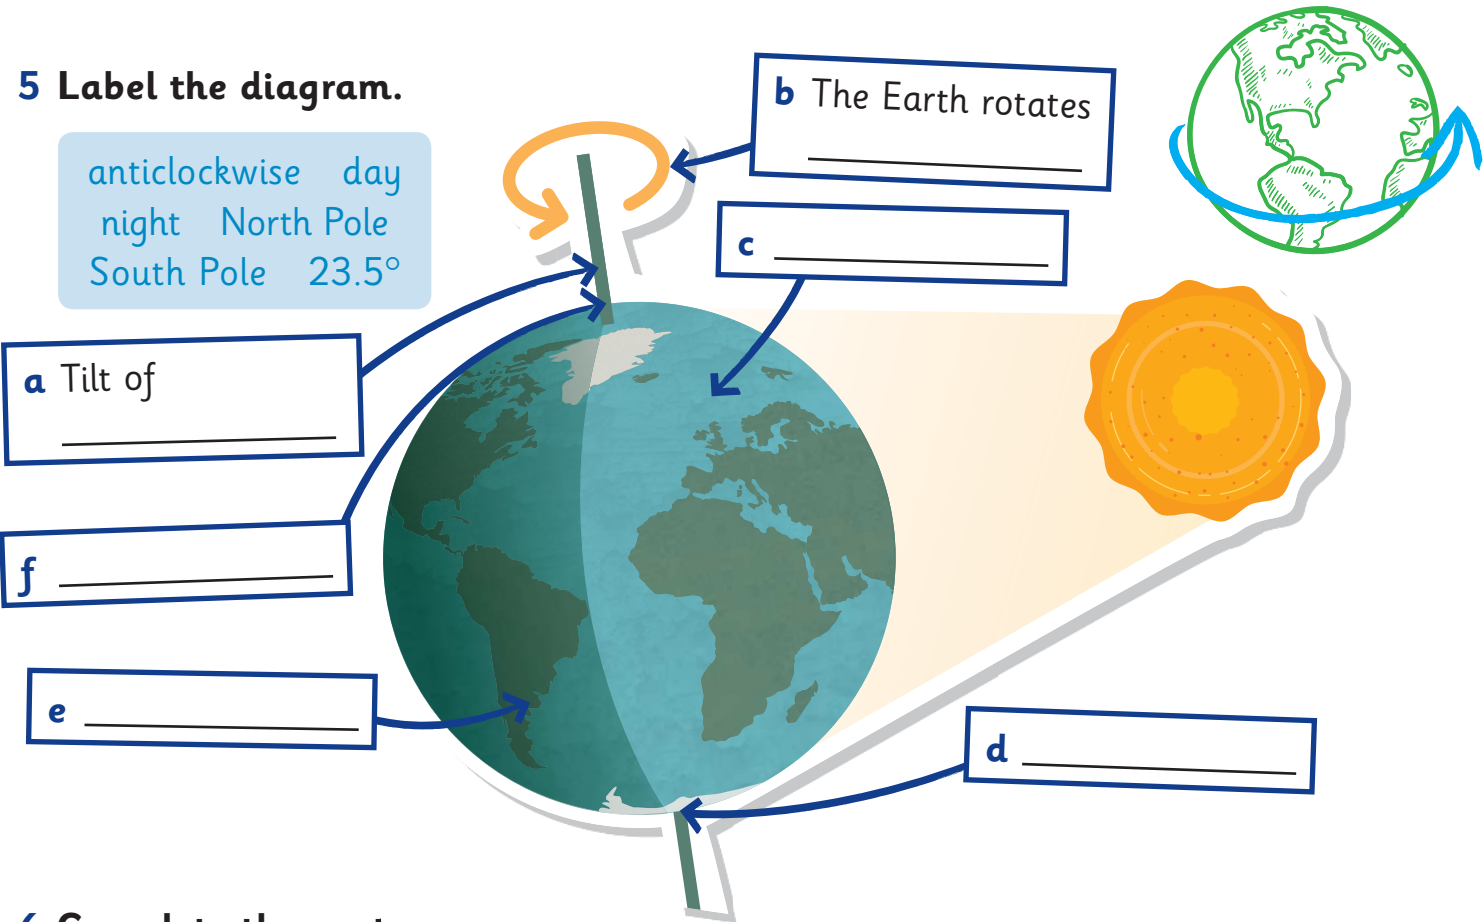 5 Label the diagram.
anticlockwise day
night North Pole
South Pole 23.5°
b The Earth rotates
c
a Tilt of
f
e
d